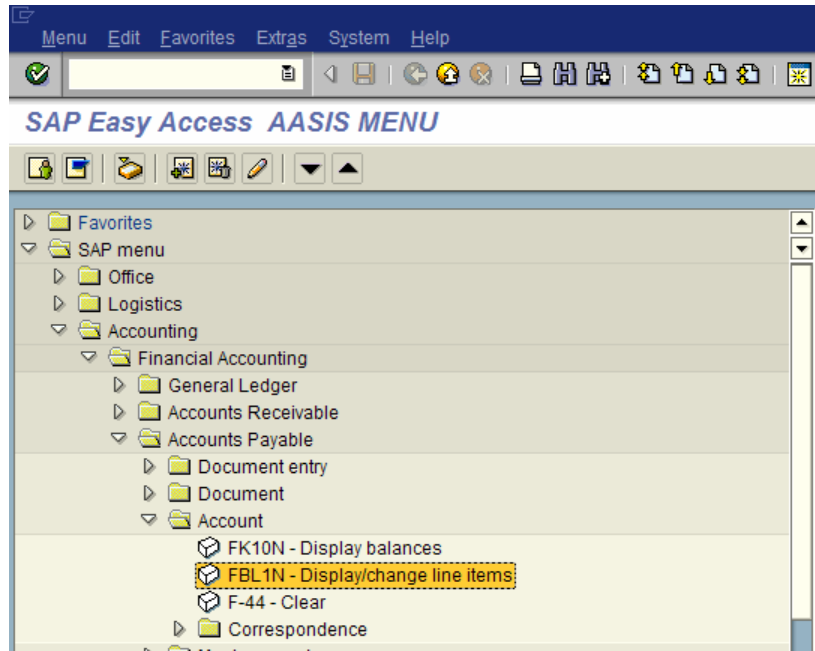 Menu Edit Favorites Extras System Help
SAP Easy Access AASIS MENU
Favorites
SAP menu
Office
Logistics
Accounting
Financial Accounting
General Ledger
Accounts Receivable
Accounts Payable
Document entry
Document
Account
FK10N - Display balances
FBL1N - Display/change line items
F-44 - Clear
Correspondence